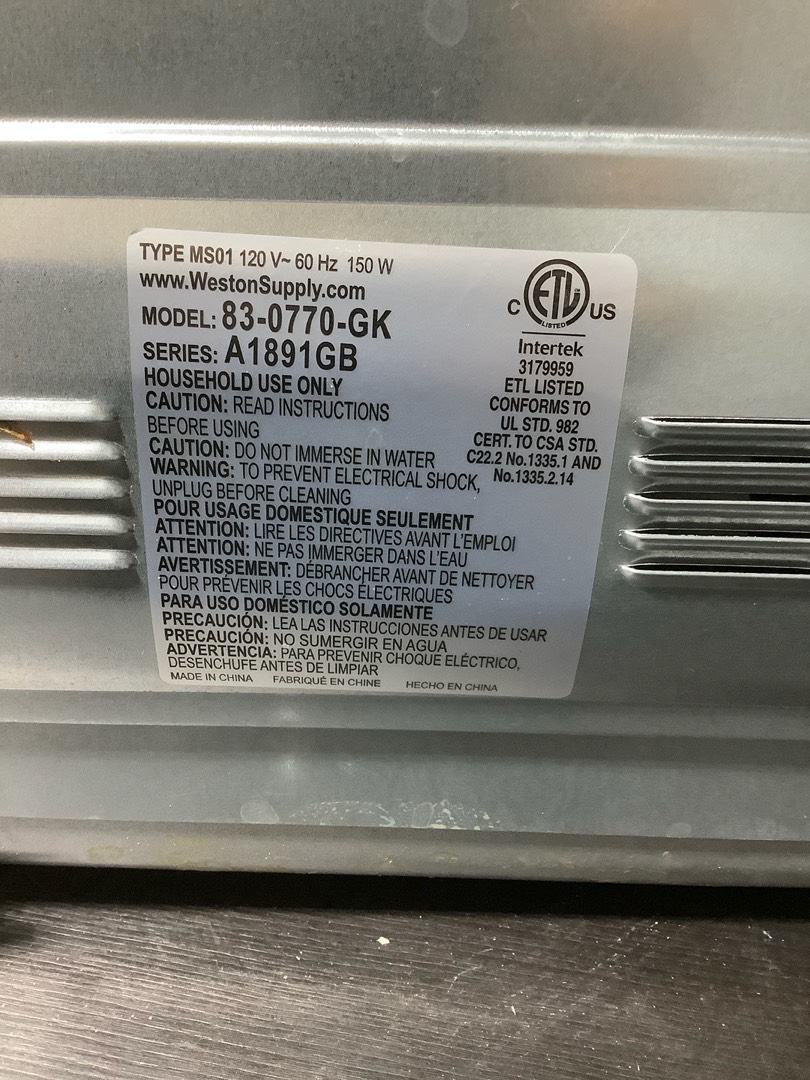 TYPE MS01 120 V~ 60 Hz 150 W
www.WestonSupply.com
MODEL: 83-0770-GK
SERIES: A1891GB
HOUSEHOLD USE ONLY
CAUTION: READ INSTRUCTIONS
BEFORE USING
CAUTION: DO NOT IMMERSE IN WATER
WARNING: TO PREVENT ELECTRICAL SHOCK,
UNPLUG BEFORE CLEANING
POUR USAGE DOMESTIQUE SEULEMENT
ATTENTION: LIRE LES DIRECTIVES AVANT L'EMPLOI
ATTENTION: NE PAS IMMERGER DANS L'EAU
AVERTISSEMENT: DÉBRANCHER AVANT DE NETTOYER
POUR PRÉVENIR LES CHOCS ÉLECTRIQUES
PARA USO DOMÉSTICO SOLAMENTE
PRECAUCIÓN: LEA LAS INSTRUCCIONES ANTES DE USAR
PRECAUCIÓN: NO SUMERGIR EN AGUA
ADVERTENCIA: PARA PREVENIR CHOQUE ELÉCTRICO,
DESENCHUFE ANTES DE LIMPIAR
MADE IN CHINA FABRIQUÉ EN CHINE HECHO EN CHINA
C ETL US
LISTED
Intertek
3179959
ETL LISTED
CONFORMS TO
UL STD. 982
CERT. TO CSA STD.
C22.2 No.1335.1 AND
No.1335.2.14